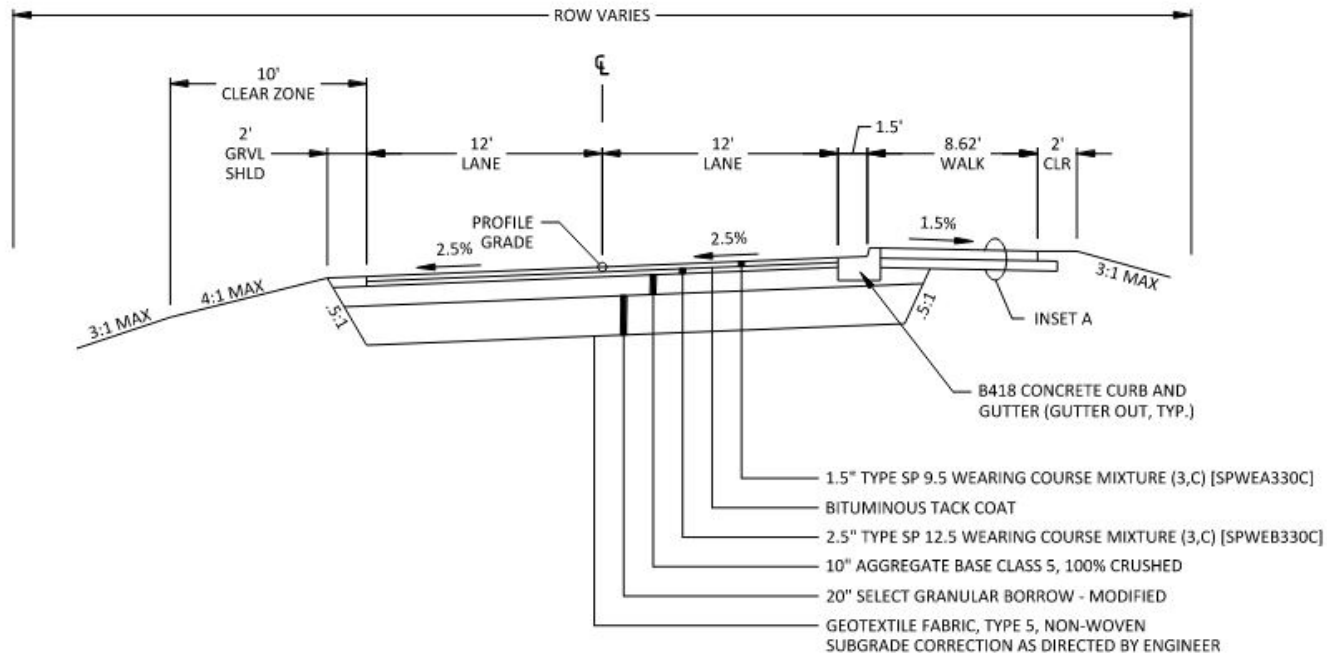 ROW VARIES
10'
CLEAR ZONE
℄
2'
GRVL
SHLD
12'
LANE
12'
LANE
1.5'
8.62'
WALK
2'
CLR
PROFILE
GRADE
2.5%
2.5%
1.5%
3:1 MAX
4:1 MAX
.5:1
.5:1
3:1 MAX
INSET A
B418 CONCRETE CURB AND
GUTTER (GUTTER OUT, TYP.)
1.5" TYPE SP 9.5 WEARING COURSE MIXTURE (3,C) [SPWEA330C]
BITUMINOUS TACK COAT
2.5" TYPE SP 12.5 WEARING COURSE MIXTURE (3,C) [SPWEB330C]
10" AGGREGATE BASE CLASS 5, 100% CRUSHED
20" SELECT GRANULAR BORROW - MODIFIED
GEOTEXTILE FABRIC, TYPE 5, NON-WOVEN
SUBGRADE CORRECTION AS DIRECTED BY ENGINEER